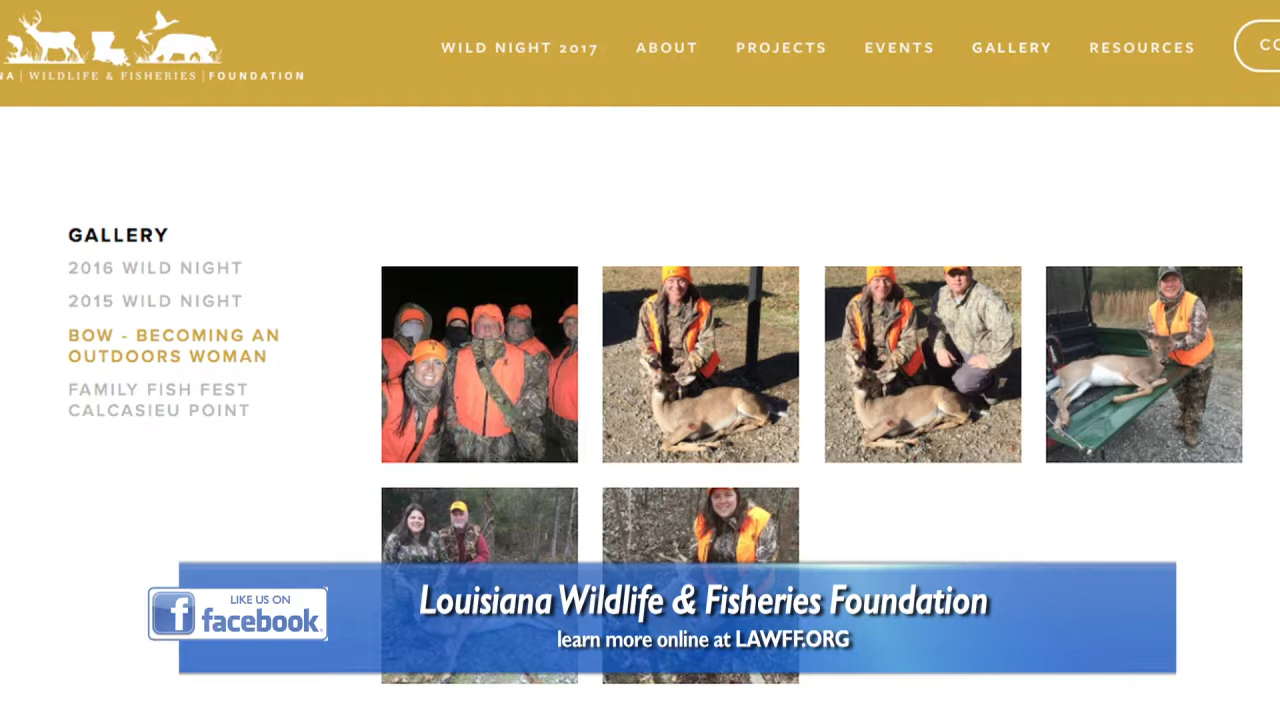 NA | WILDLIFE & FISHERIES | FOUNDATION
WILD NIGHT 2017 ABOUT PROJECTS EVENTS GALLERY RESOURCES CO
GALLERY
2016 WILD NIGHT
2015 WILD NIGHT
BOW - BECOMING AN
OUTDOORS WOMAN
FAMILY FISH FEST
CALCASIEU POINT
LIKE US ON
facebook
Louisiana Wildlife & Fisheries Foundation
learn more online at LAWFF.ORG